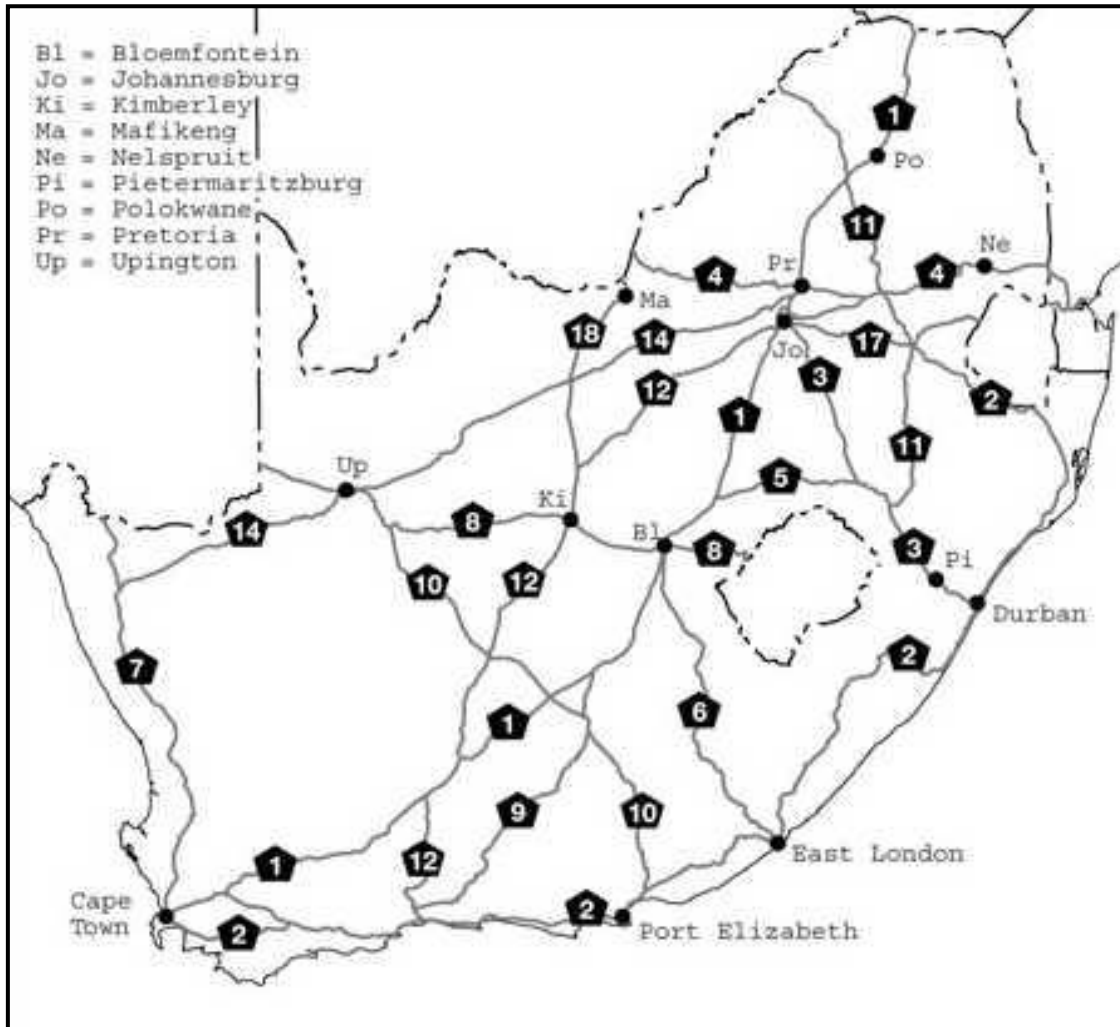 Bl = Bloemfontein
Jo = Johannesburg
Ki = Kimberley
Ma = Mafikeng
Ne = Nelspruit
Pi = Pietermaritzburg
Po = Polokwane
Pr = Pretoria
Up = Upington
1
Po
11
Ne
4
Pr
4
Ma
18
14
Jo
17
12
3
2
1
11
Up
5
Ki
14
8
Bl
8
3
Pi
10
12
Durban
7
2
6
1
9
10
1
12
East London
Cape
Town
2
2
Port Elizabeth